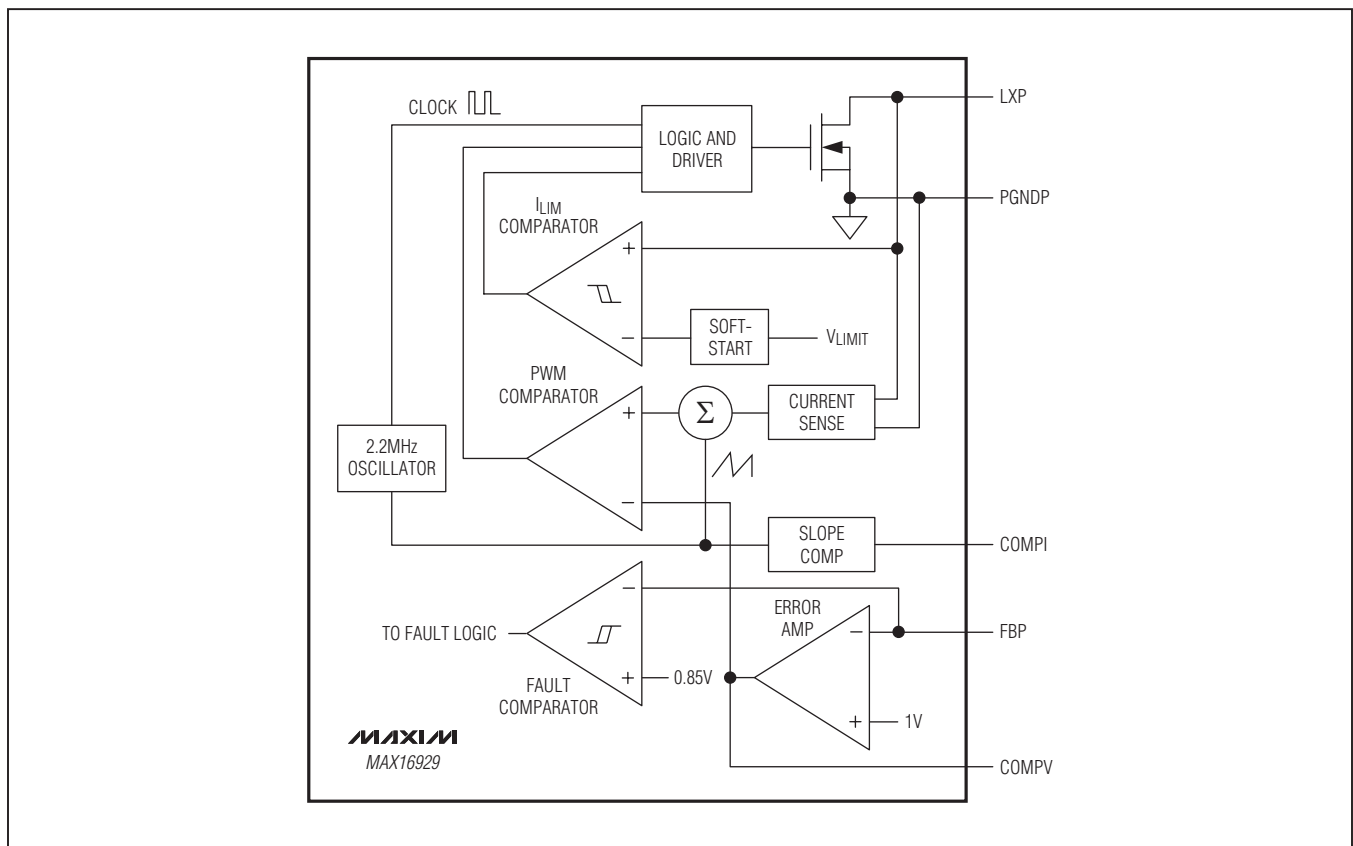 CLOCK
LOGIC AND
DRIVER
LXP
PGNDP
ILIM
COMPARATOR
+
−
SOFT-
START
VLIMIT
PWM
COMPARATOR
+
−
Σ
CURRENT
SENSE
2.2MHz
OSCILLATOR
SLOPE
COMP
COMPI
−
+
TO FAULT LOGIC
0.85V
FAULT
COMPARATOR
ERROR
AMP
−
+
FBP
1V
COMPV
MAXIM
MAX16929